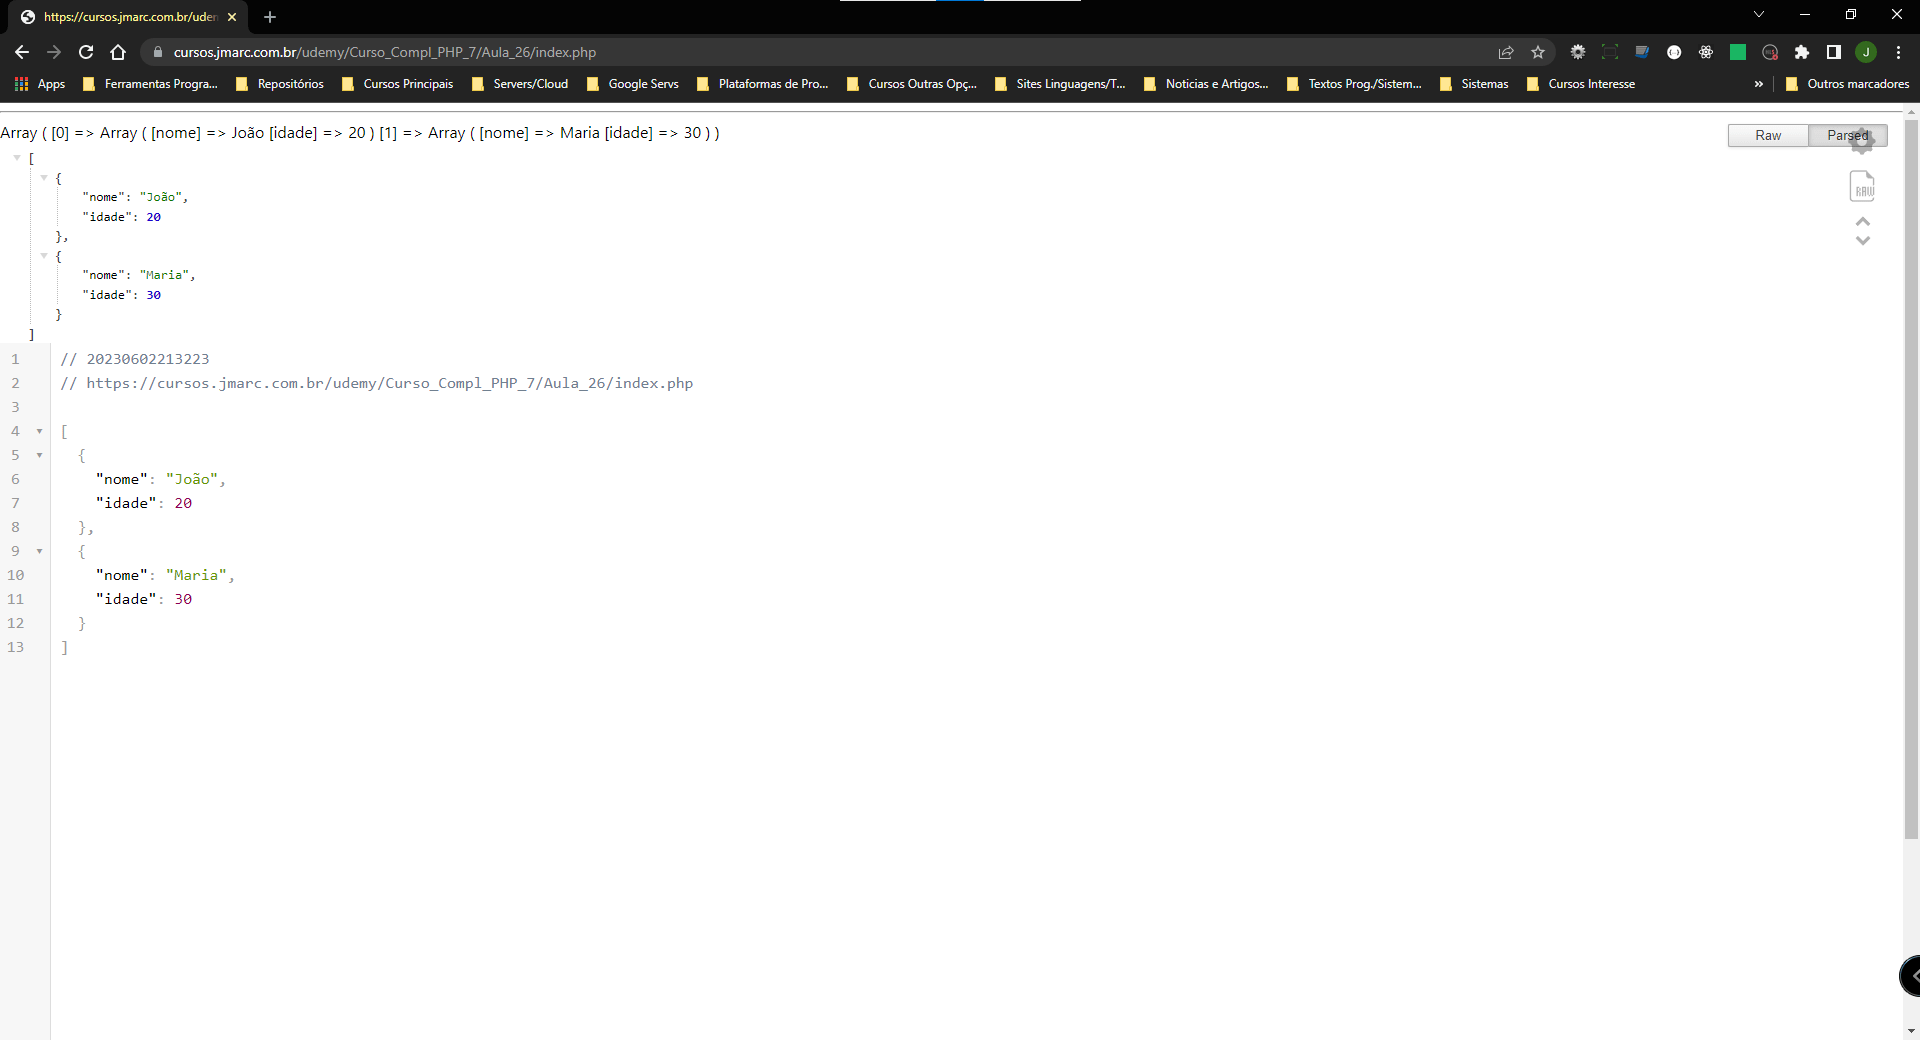 https://cursos.jmarc.com.br/uden
cursos.jmarc.com.br/udemy/Curso_Compl_PHP_7/Aula_26/index.php
J
Apps
Ferramentas Progra...
Repositórios
Cursos Principais
Servers/Cloud
Google Servs
Plataformas de Pro...
Cursos Outras Opç...
Sites Linguagens/T...
Noticias e Artigos...
Textos Prog./Sistem...
Sistemas
Cursos Interesse
»
Outros marcadores
Array ( [0] => Array ( [nome] => João [idade] => 20 ) [1] => Array ( [nome] => Maria [idade] => 30 ) )
Raw
Parsed
RAW
[
{
"nome": "João",
"idade": 20
},
{
"nome": "Maria",
"idade": 30
}
]
1 // 20230602213223
2 // https://cursos.jmarc.com.br/udemy/Curso_Compl_PHP_7/Aula_26/index.php
3
4 [
5 {
6 "nome": "João",
7 "idade": 20
8 },
9 {
10 "nome": "Maria",
11 "idade": 30
12 }
13 ]